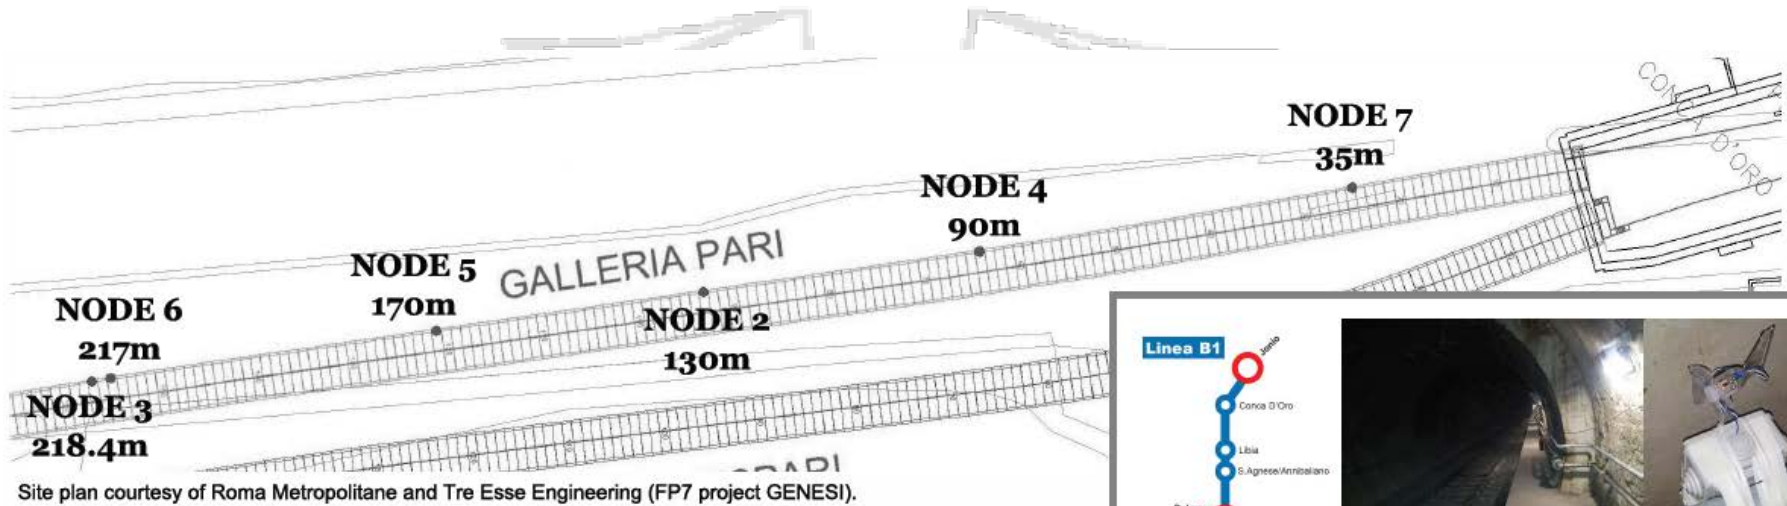 CONCA D'ORO
NODE 7
35m
NODE 4
90m
GALLERIA PARI
NODE 5
170m
NODE 2
130m
NODE 6
217m
NODE 3
218.4m
Linea B1
Jonio
Conca D'Oro
Libia
S.Agnese/Annibaliano
Site plan courtesy of Roma Metropolitane and Tre Esse Engineering (FP7 project GENESI).